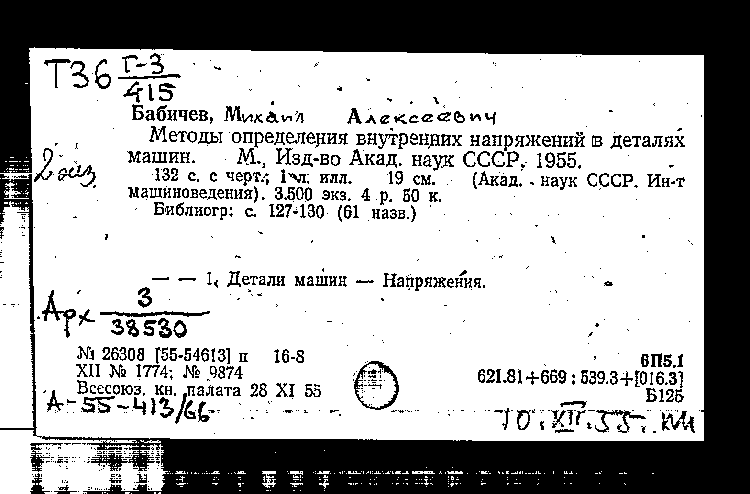 Т36 Г-3
415
Бабичев, Михаил Алексеевич
Методы определения внутренних напряжений в деталях
2 экз.
машин. М., Изд-во Акад. наук СССР, 1955.
132 с. с черт.; 1 л. илл. 19 см. (Акад. наук СССР. Ин-т
машиноведения). 3.500 экз. 4 р. 50 к.
Библиогр: с. 127-130 (61 назв.)
— — 1. Детали машин — Напряжения.
Арх 3
38530
№ 26308 [55-54613] п 16-8
XII № 1774; № 9874
Всесоюз. кн. палата 28 XI 55
6П5.1
621.81+669 : 539.3+[016.3]
Б125
А-55-413/66
10.XII.55.